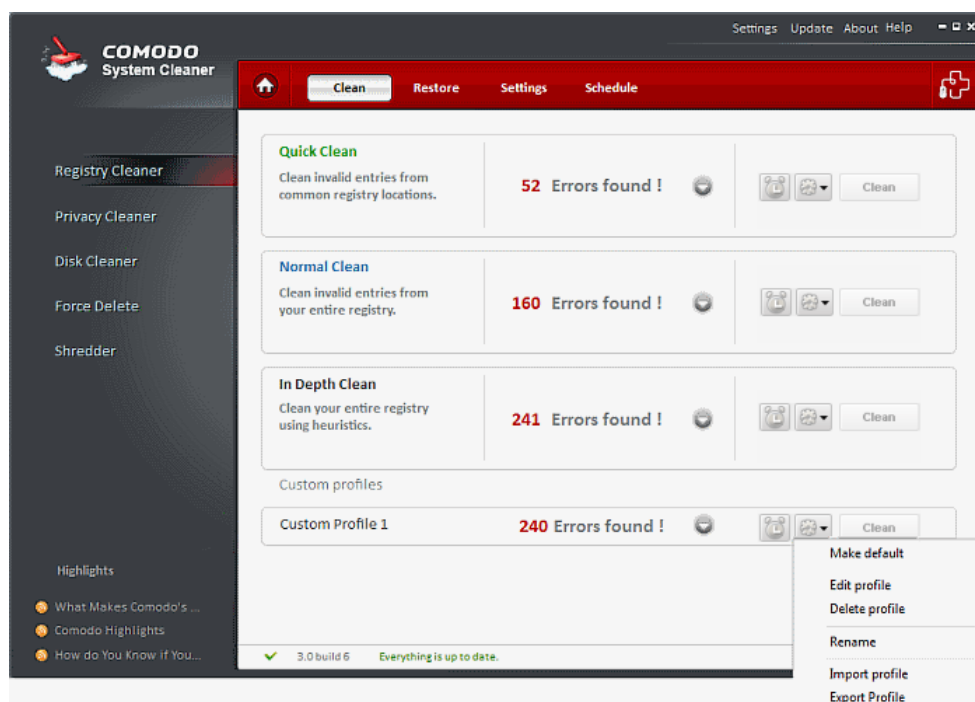 Settings Update About Help
COMODO
System Cleaner
Clean Restore Settings Schedule
Registry Cleaner
Privacy Cleaner
Disk Cleaner
Force Delete
Shredder
Quick Clean
Clean invalid entries from
common registry locations.
52 Errors found !
Clean
Normal Clean
Clean invalid entries from
your entire registry.
160 Errors found !
Clean
In Depth Clean
Clean your entire registry
using heuristics.
241 Errors found !
Clean
Custom profiles
Custom Profile 1
240 Errors found !
Clean
Make default
Edit profile
Delete profile
Rename
Import profile
Export Profile
Highlights
What Makes Comodo's ...
Comodo Highlights
How do You Know if You...
3.0 build 6 Everything is up to date.